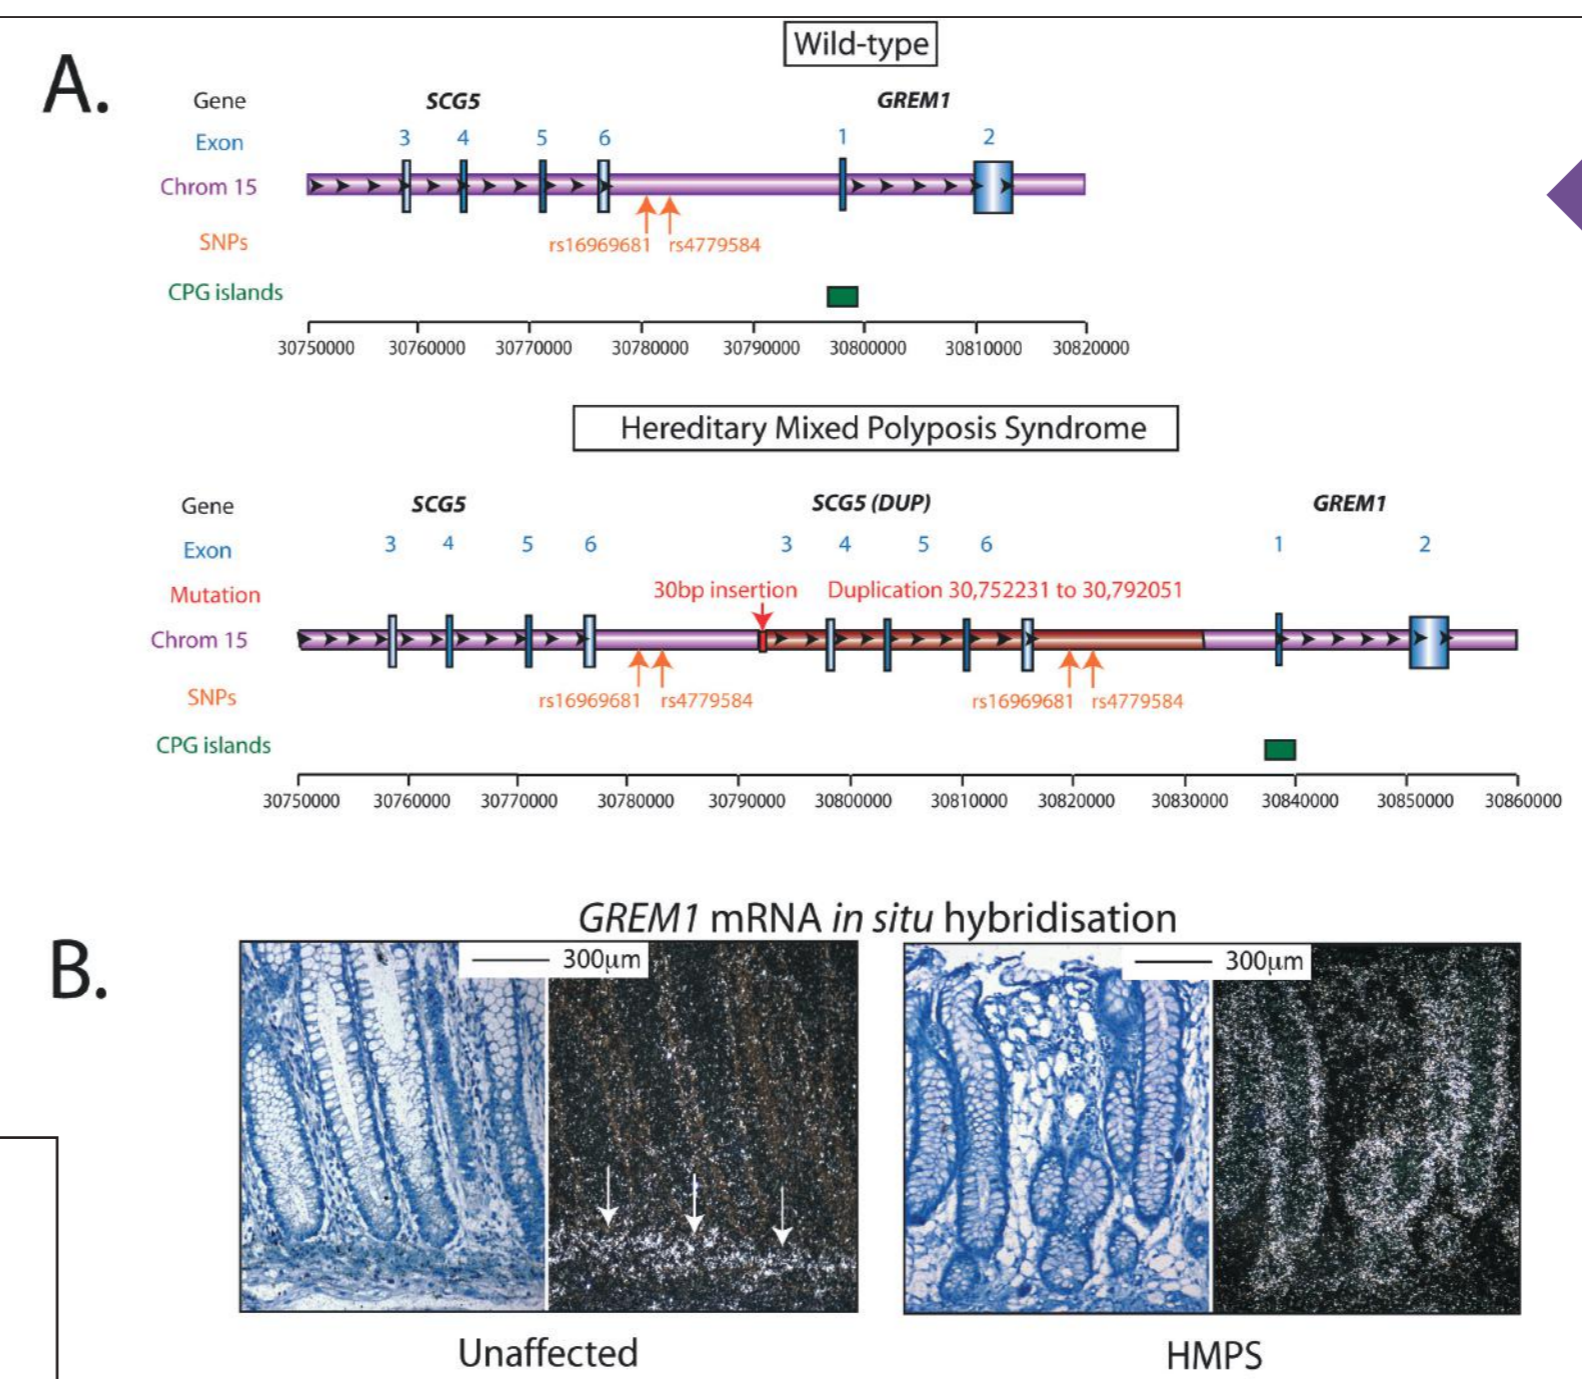 A.
Wild-type
Gene SCG5 GREM1
Exon 3 4 5 6 1 2
Chrom 15
SNPs rs16969681 rs4779584
CPG islands
30750000 30760000 30770000 30780000 30790000 30800000 30810000 30820000
Hereditary Mixed Polyposis Syndrome
Gene SCG5 SCG5 (DUP) GREM1
Exon 3 4 5 6 3 4 5 6 1 2
Mutation 30bp insertion Duplication 30,752231 to 30,792051
Chrom 15
SNPs rs16969681 rs4779584 rs16969681 rs4779584
CPG islands
30750000 30760000 30770000 30780000 30790000 30800000 30810000 30820000 30830000 30840000 30850000 30860000
GREM1 mRNA in situ hybridisation
B.
300µm 300µm
Unaffected HMPS